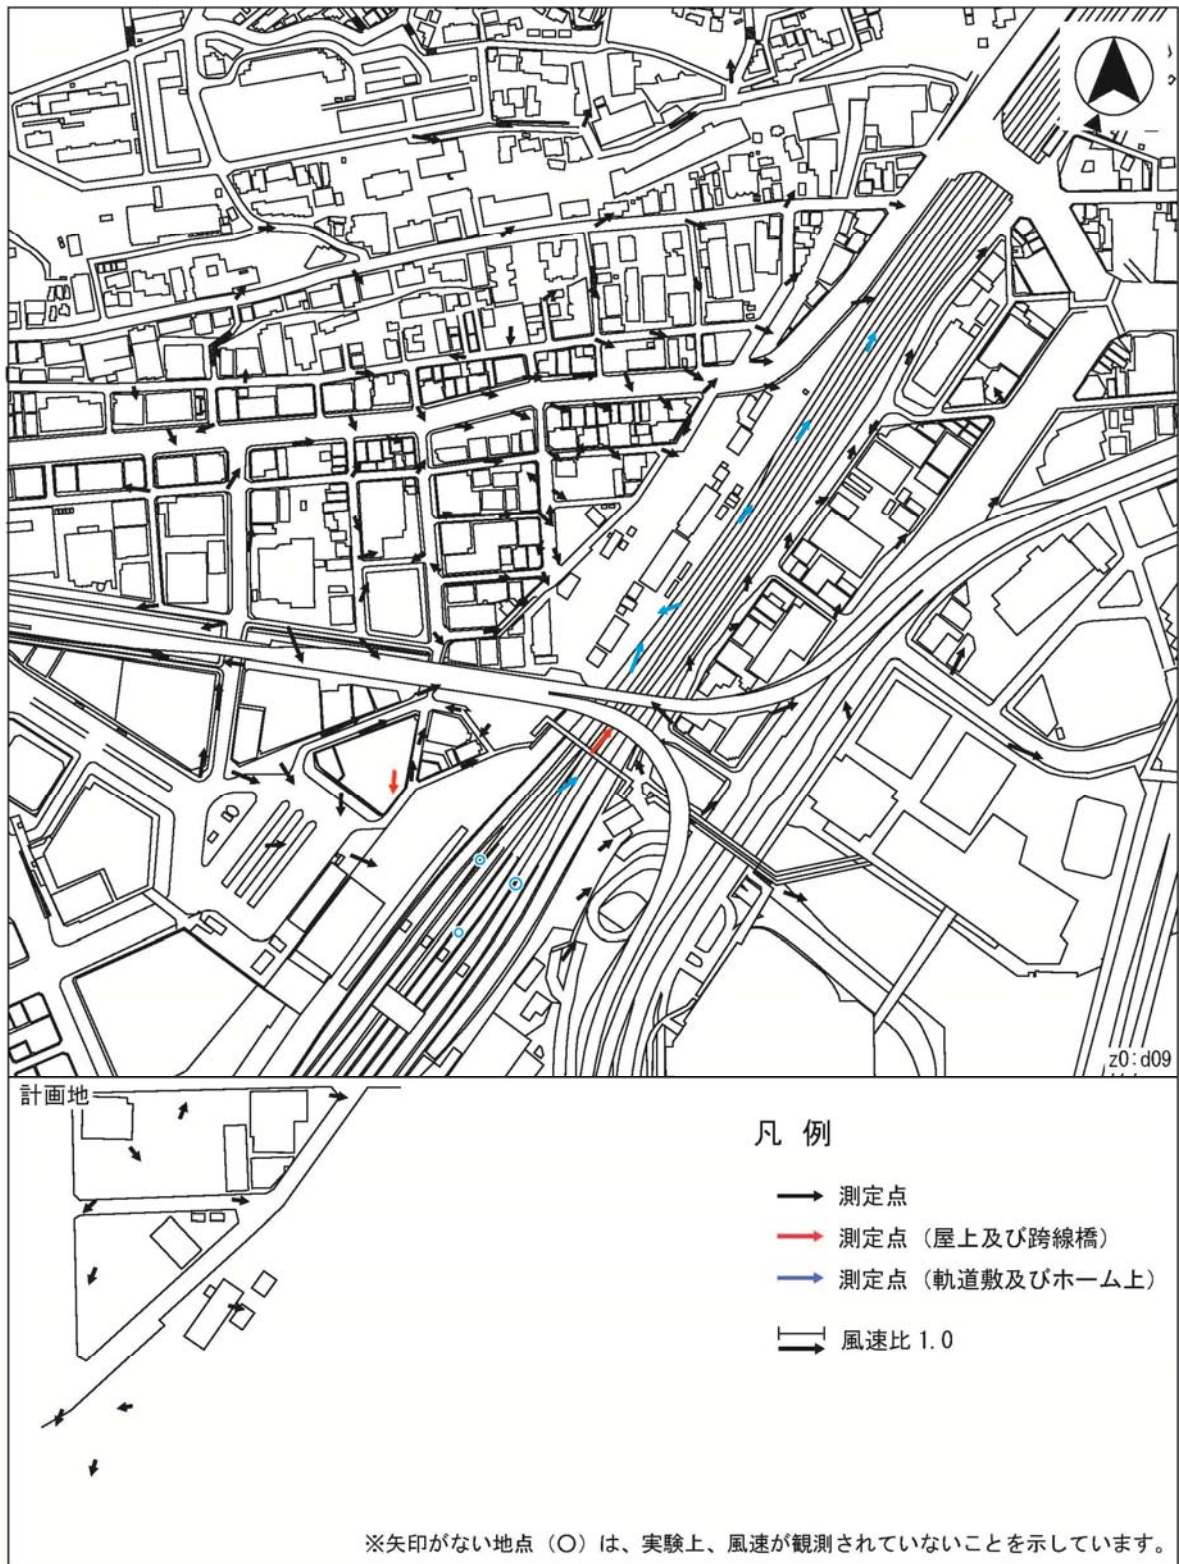 z0:d09
計画地
凡 例
測定点
測定点（屋上及び跨線橋）
測定点（軌道敷及びホーム上）
風速比 1.0
※矢印がない地点（○）は、実験上、風速が観測されていないことを示しています。